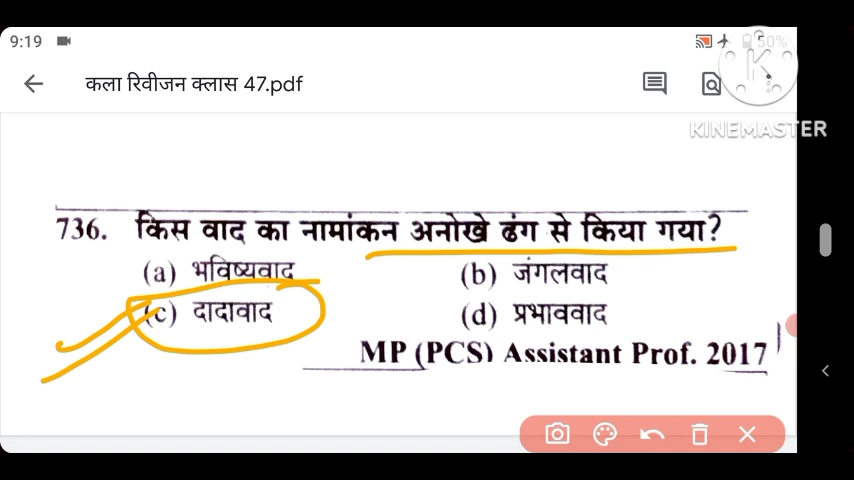 9:19
50%
कला रिवीजन क्लास 47.pdf
KINEMASTER
736. किस वाद का नामांकन अनोखे ढंग से किया गया?
(a) भविष्यवाद (b) जंगलवाद
(c) दादावाद (d) प्रभाववाद
MP (PCS) Assistant Prof. 2017